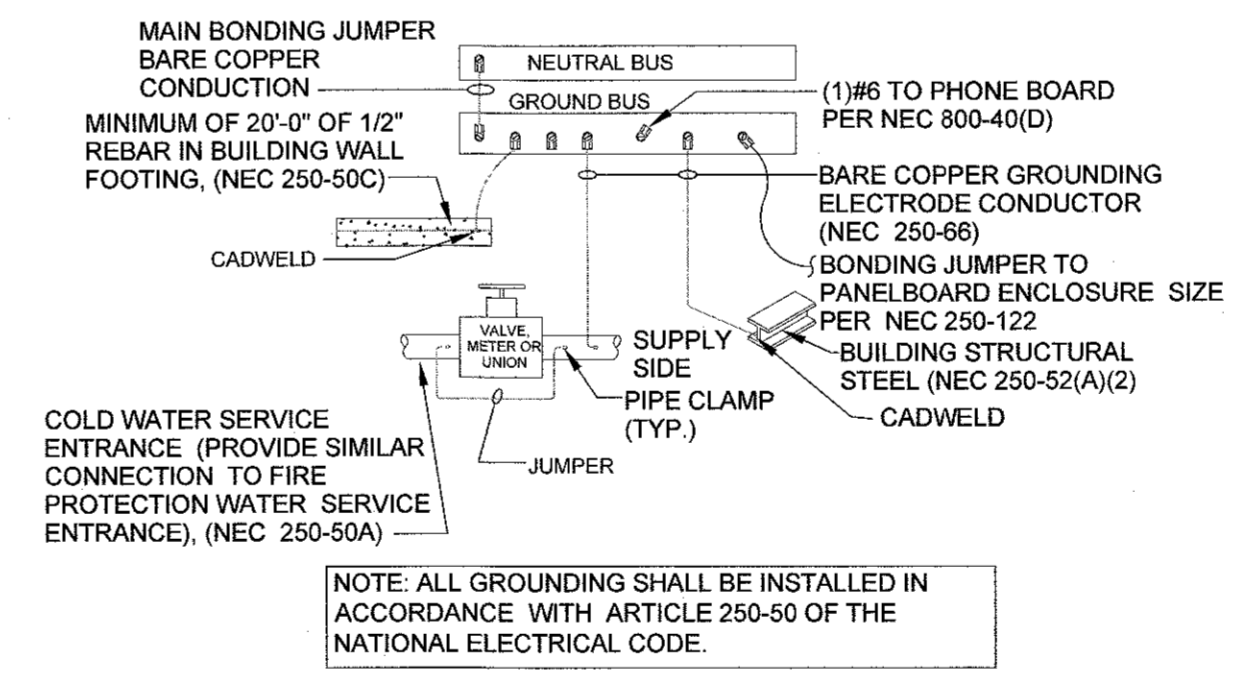 MAIN BONDING JUMPER
BARE COPPER
CONDUCTION
NEUTRAL BUS
GROUND BUS
(1)#6 TO PHONE BOARD
PER NEC 800-40(D)
MINIMUM OF 20'-0" OF 1/2"
REBAR IN BUILDING WALL
FOOTING, (NEC 250-50C)
CADWELD
BARE COPPER GROUNDING
ELECTRODE CONDUCTOR
(NEC 250-66)
BONDING JUMPER TO
PANELBOARD ENCLOSURE SIZE
PER NEC 250-122
BUILDING STRUCTURAL
STEEL (NEC 250-52(A)(2)
CADWELD
VALVE,
METER OR
UNION
SUPPLY
SIDE
PIPE CLAMP
(TYP.)
JUMPER
COLD WATER SERVICE
ENTRANCE (PROVIDE SIMILAR
CONNECTION TO FIRE
PROTECTION WATER SERVICE
ENTRANCE), (NEC 250-50A)
NOTE: ALL GROUNDING SHALL BE INSTALLED IN
ACCORDANCE WITH ARTICLE 250-50 OF THE
NATIONAL ELECTRICAL CODE.